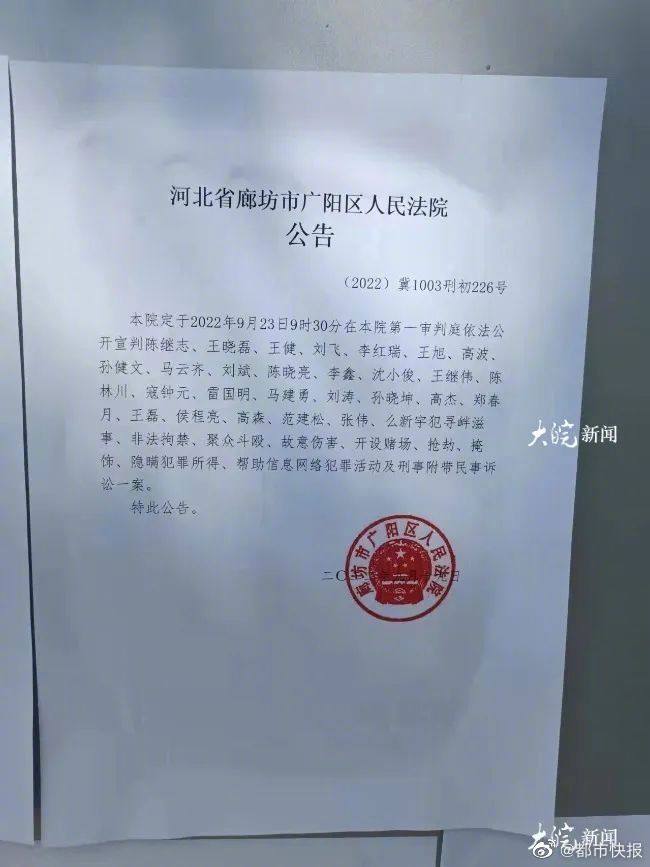 河北省廊坊市广阳区人民法院
公告
（2022）冀1003刑初226号
本院定于2022年9月23日9时30分在本院第一审判庭依法公
开宣判陈继志、王晓磊、王健、刘飞、李红瑞、王旭、高波、
孙健文、马云齐、刘斌、陈晓亮、李鑫、沈小俊、王继伟、陈
林川、寇钟元、雷国明、马建勇、刘涛、孙晓坤、高杰、郑春
月、王磊、侯程亮、高森、范建松、张伟、么新宇犯寻衅滋
事、非法拘禁、聚众斗殴、故意伤害、开设赌场、抢劫、掩
饰、隐瞒犯罪所得、帮助信息网络犯罪活动及刑事附带民事诉
讼一案。
特此公告。
大皖新闻
廊坊市广阳区人民法院
二〇 日
大皖新闻
@都市快报